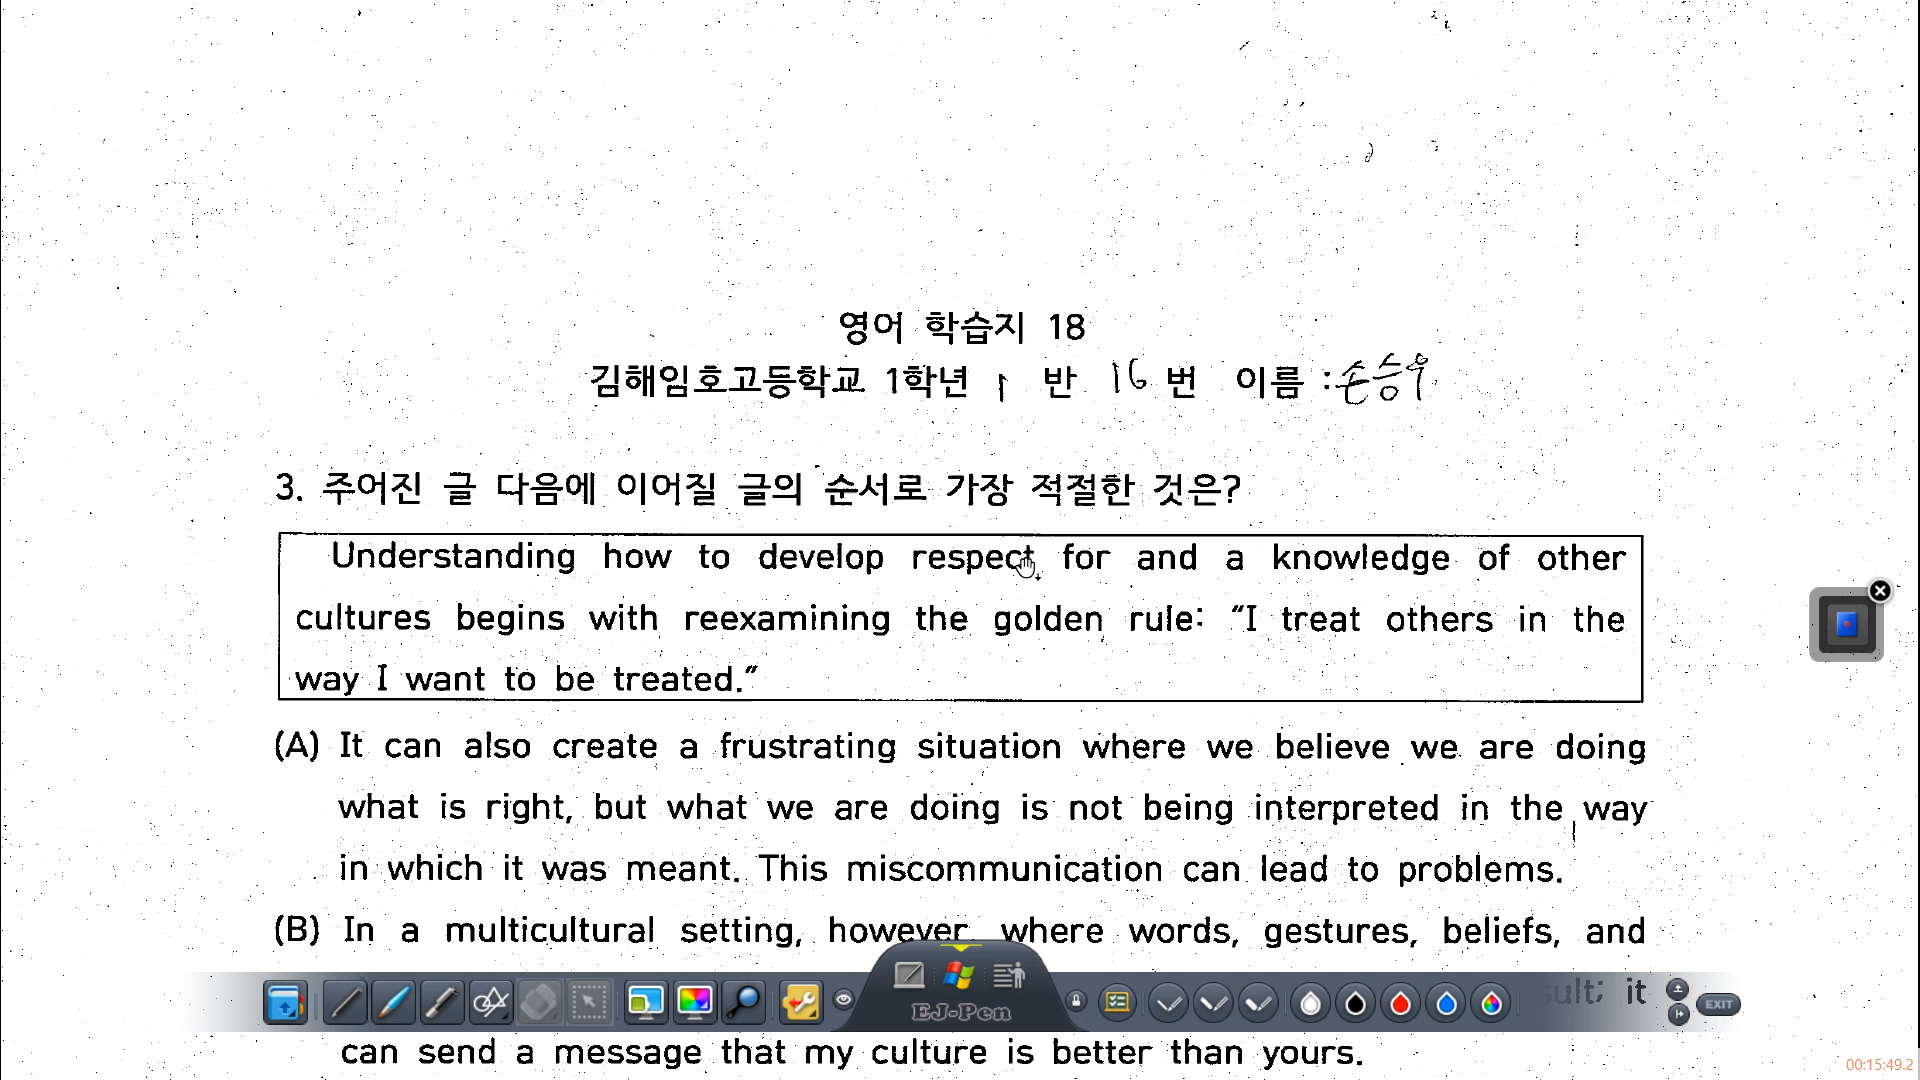 영어 학습지 18
김해임호고등학교 1학년 1 반 16 번 이름 : 손승우
3. 주어진 글 다음에 이어질 글의 순서로 가장 적절한 것은?
Understanding how to develop respect for and a knowledge of other
cultures begins with reexamining the golden rule: "I treat others in the
way I want to be treated."
(A) It can also create a frustrating situation where we believe we are doing
what is right, but what we are doing is not being interpreted in the way
in which it was meant. This miscommunication can lead to problems.
(B) In a multicultural setting, however, where words, gestures, beliefs, and
it
can send a message that my culture is better than yours.
EJ-Pen
EXIT
00:15:49.2